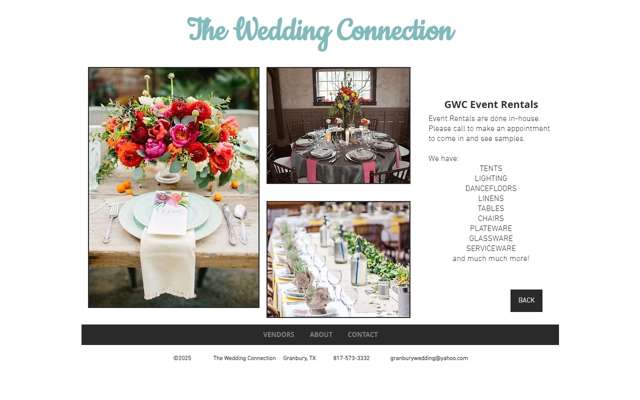 The Wedding Connection
GWC Event Rentals
Event Rentals are done in-house.
Please call to make an appointment
to come in and see samples.
We have:
TENTS
LIGHTING
DANCEFLOORS
LINENS
TABLES
CHAIRS
PLATEWARE
GLASSWARE
SERVICEWARE
and much much more!
BACK
VENDORS ABOUT CONTACT
©2025 The Wedding Connection Granbury, TX 817-573-3332 granburywedding@yahoo.com